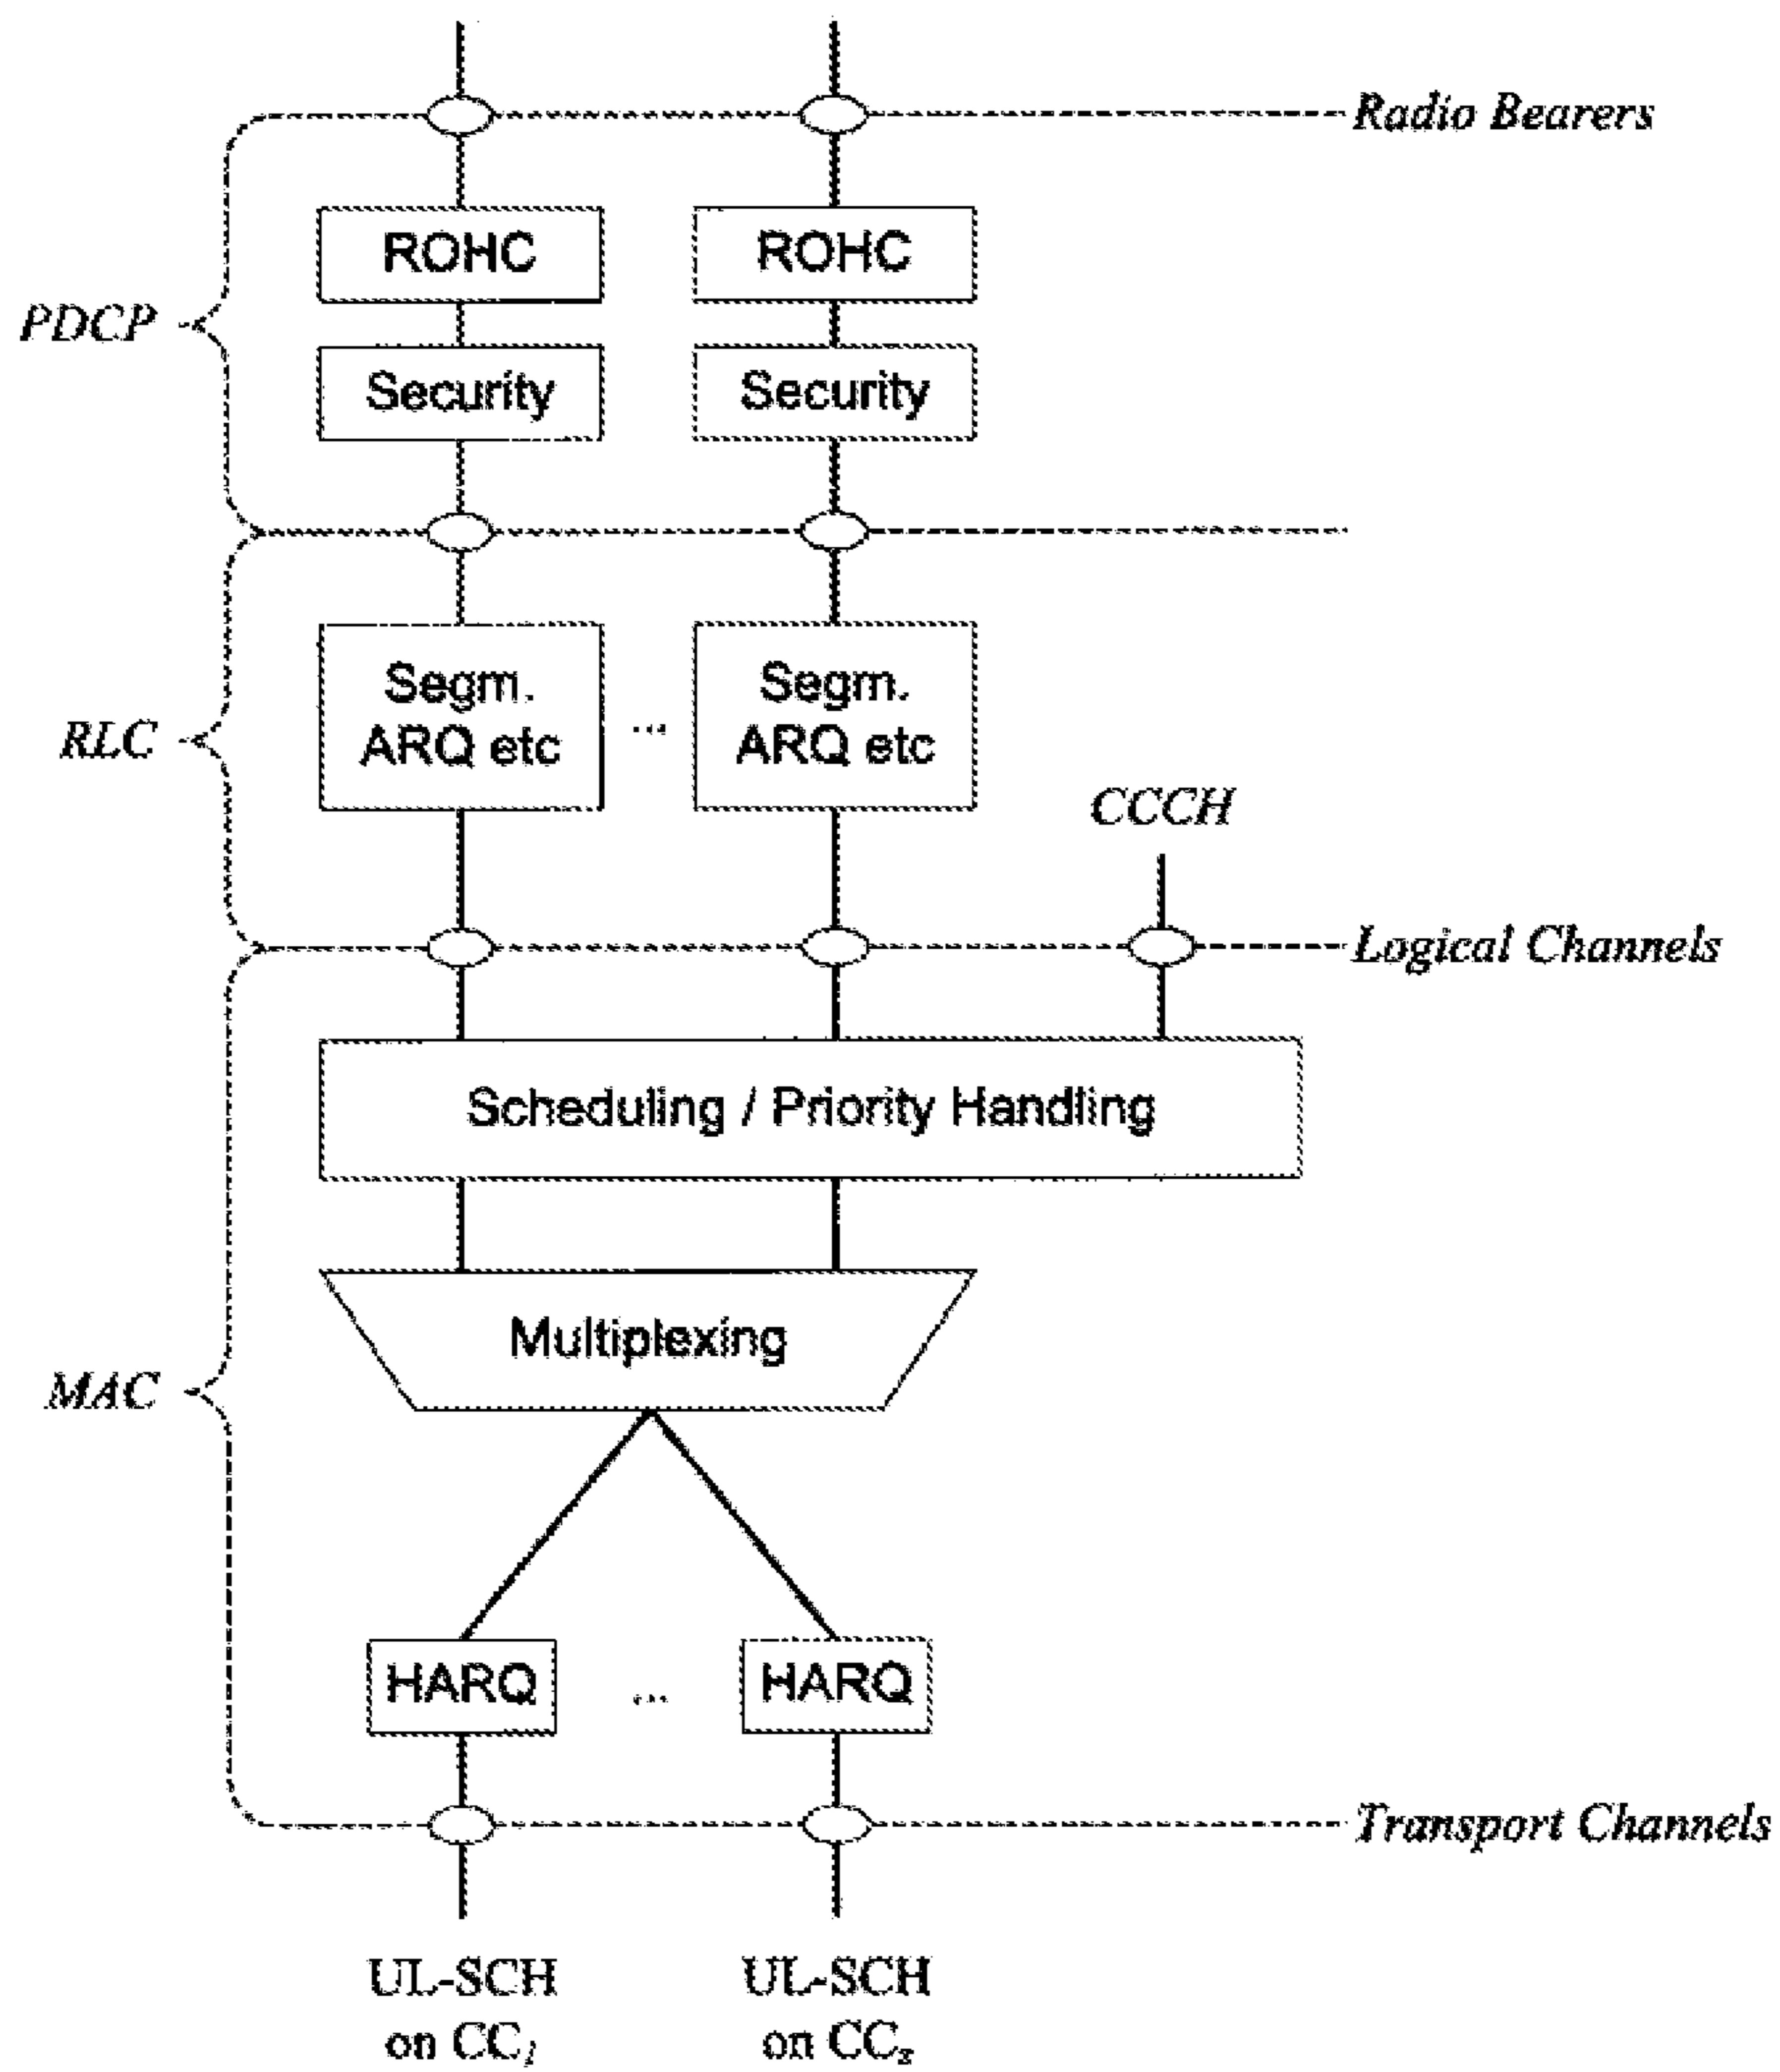 Radio Bearers
ROHC
ROHC
PDCP
Security
Security
Segm.
ARQ etc
...
Segm.
ARQ etc
RLC
CCCH
Logical Channels
Scheduling / Priority Handling
Multiplexing
MAC
HARQ
...
HARQ
Transport Channels
UL-SCH
on CC1
UL-SCH
on CCz